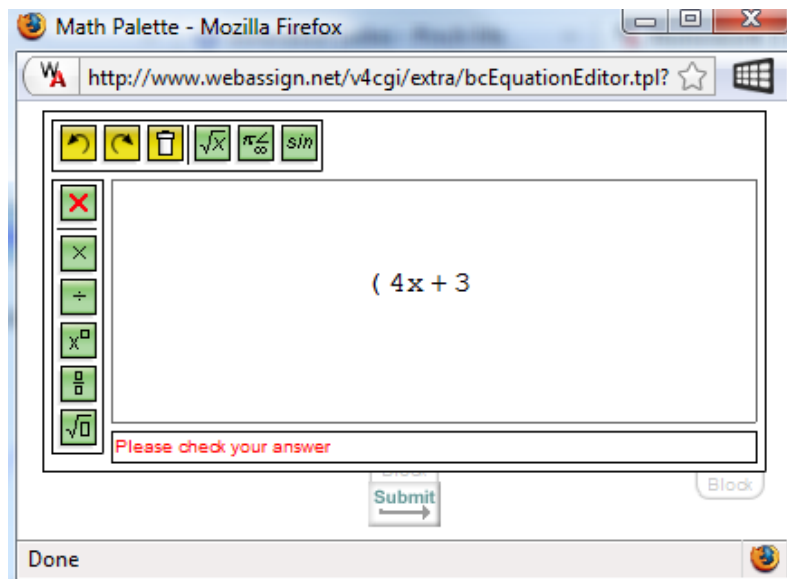 Math Palette - Mozilla Firefox
WA http://www.webassign.net/v4cgi/extra/bcEquationEditor.tpl?
√x π∠∞ sin
×
÷
x▫
( 4x + 3
Please check your answer
Submit
Block
Done